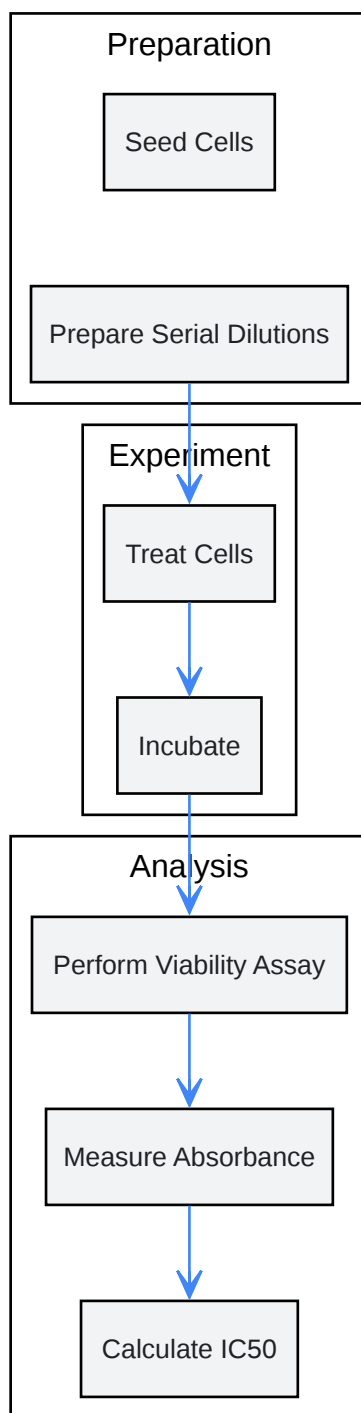 Preparation
Seed Cells
Prepare Serial Dilutions
Experiment
Treat Cells
Incubate
Analysis
Perform Viability Assay
Measure Absorbance
Calculate IC50